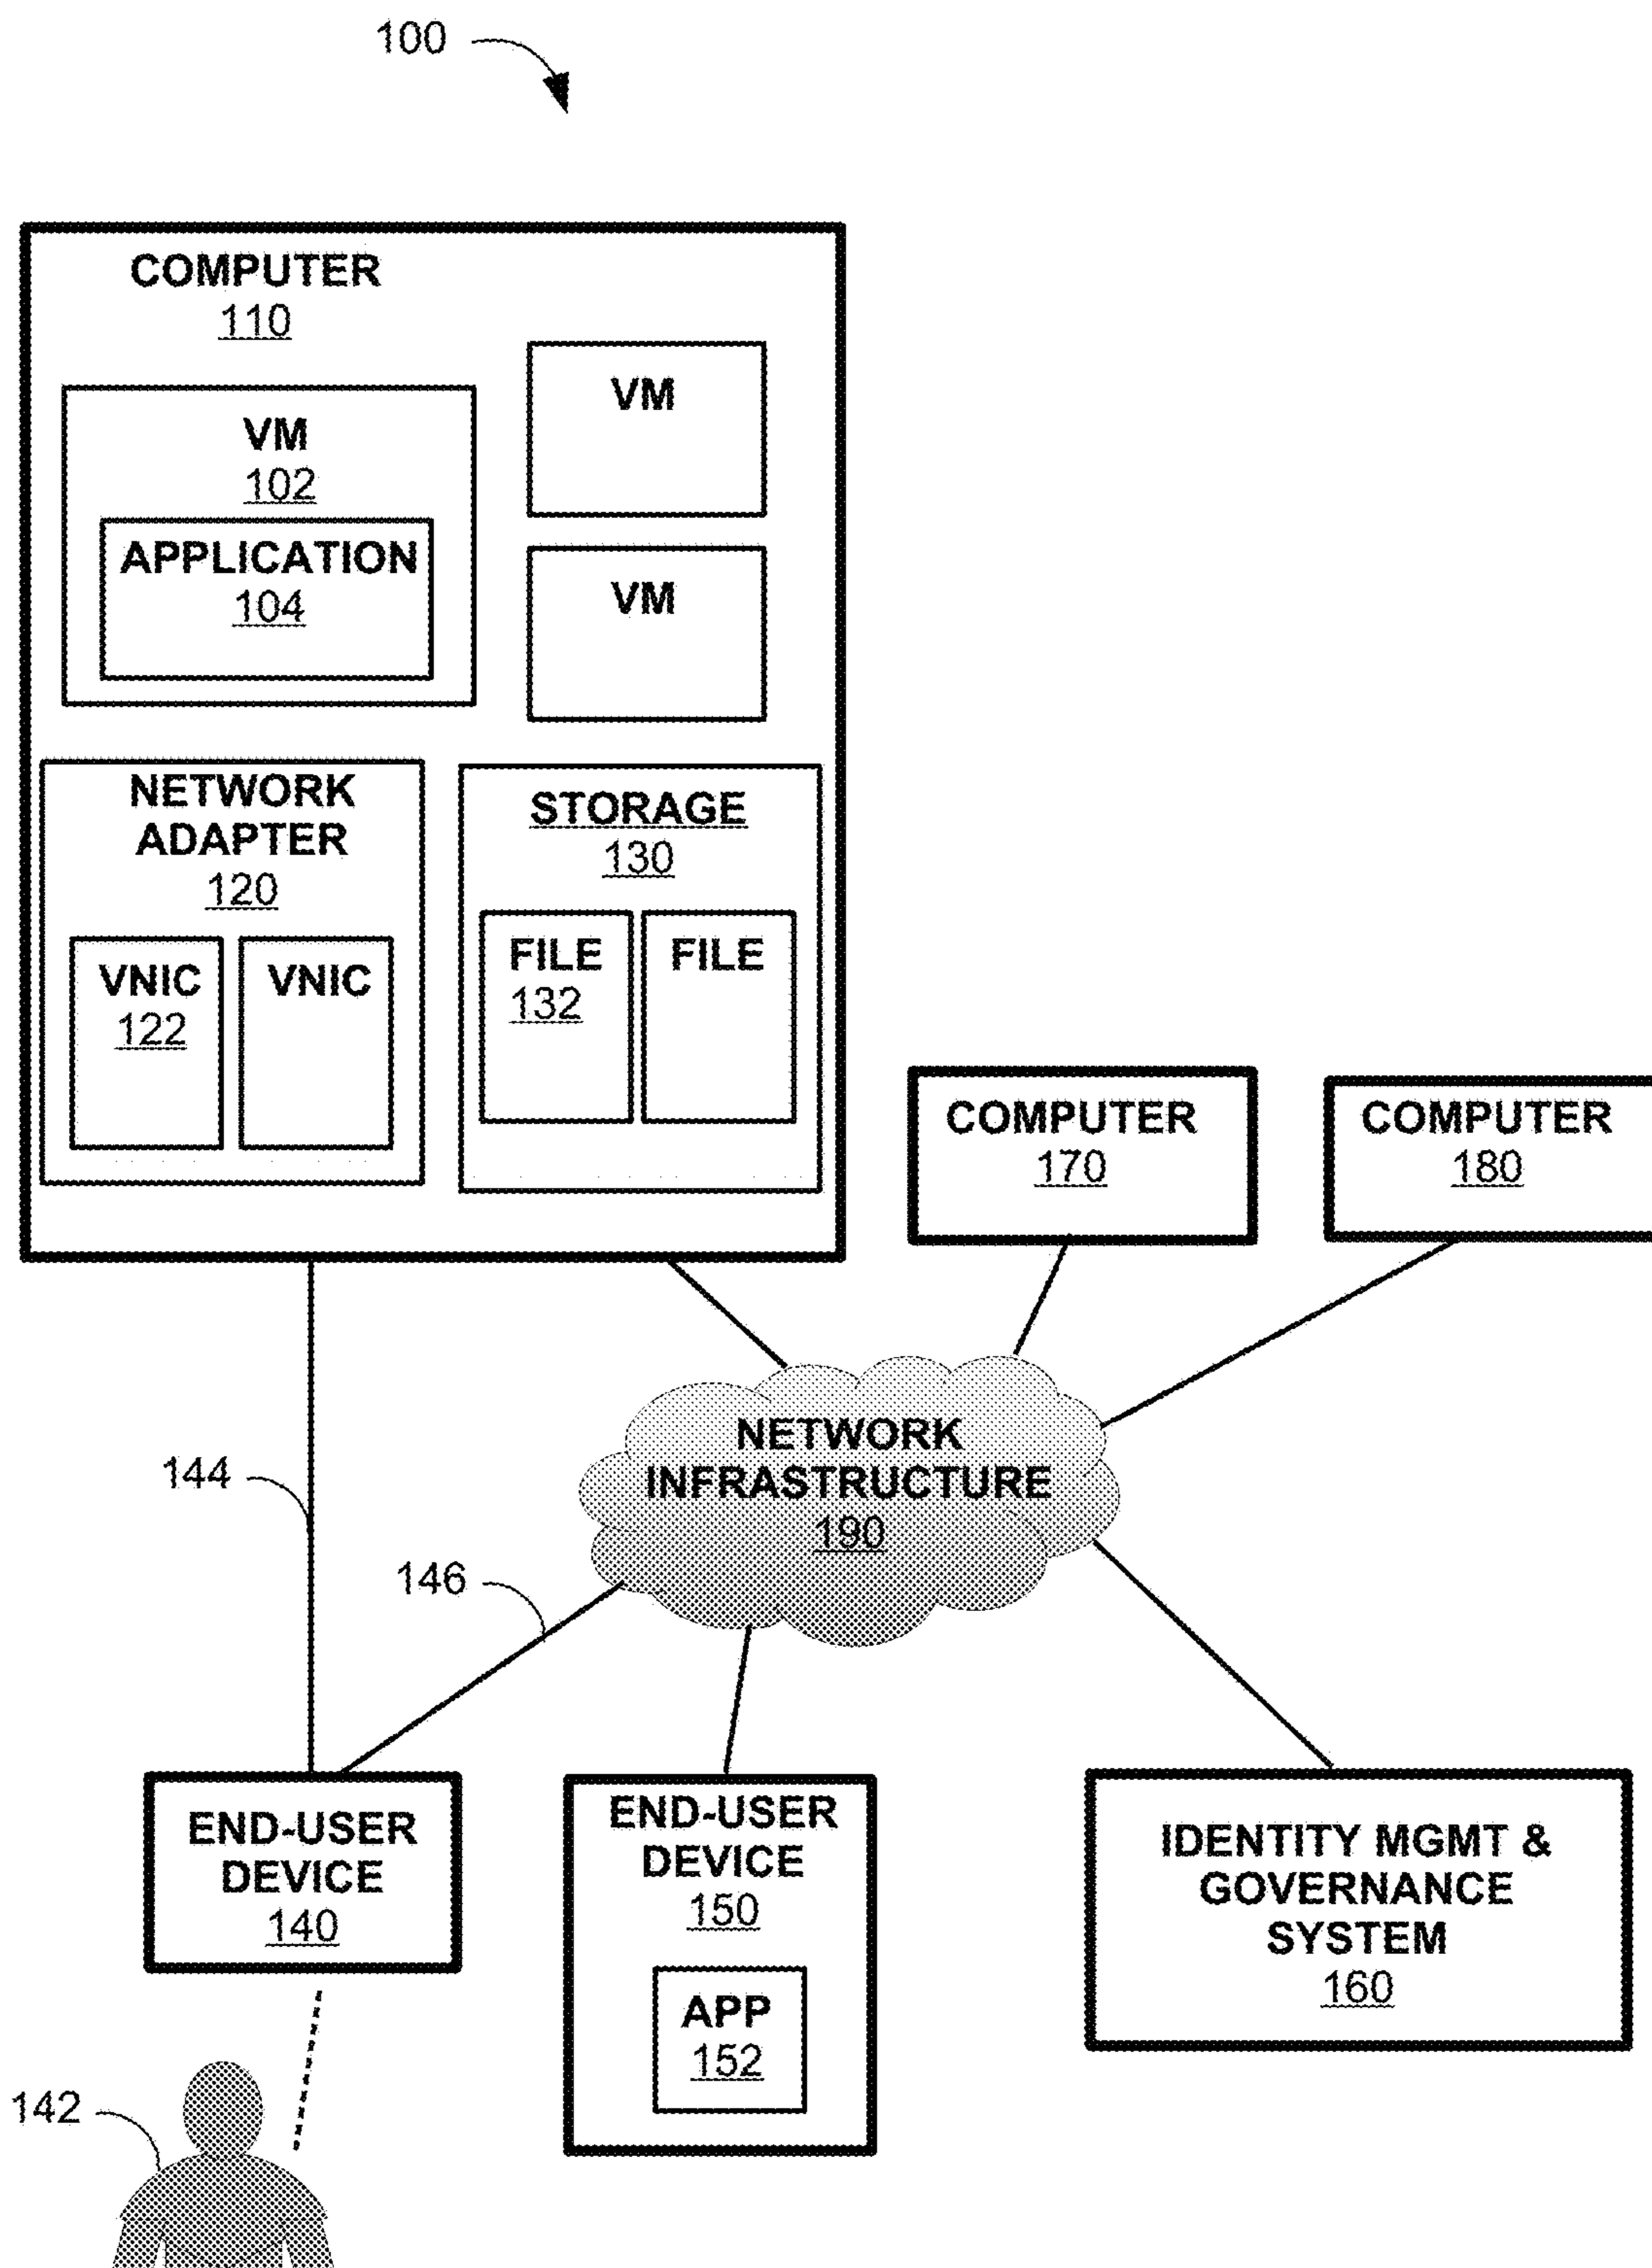 100
COMPUTER
110
VM
102
APPLICATION
104
VM
VM
NETWORK
ADAPTER
120
VNIC
122
VNIC
STORAGE
130
FILE
132
FILE
COMPUTER
170
COMPUTER
180
NETWORK
INFRASTRUCTURE
190
144
146
END-USER
DEVICE
140
END-USER
DEVICE
150
APP
152
IDENTITY MGMT &
GOVERNANCE
SYSTEM
160
142